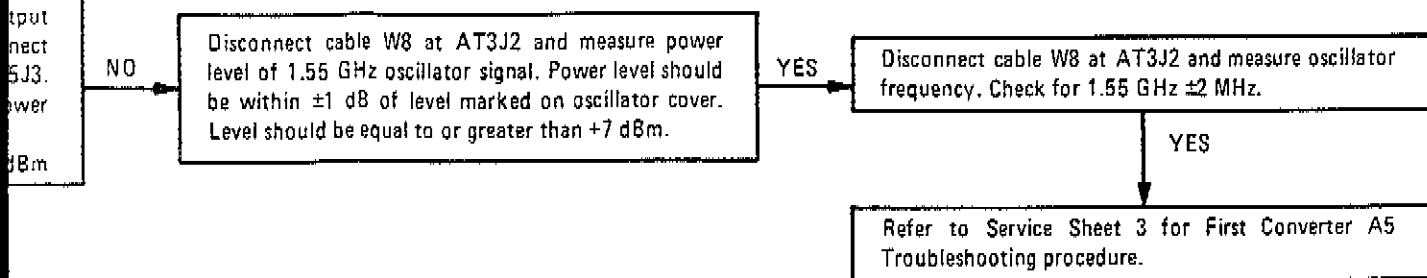 nect
5J3.
dBm
NO
Disconnect cable W8 at AT3J2 and measure power
level of 1.55 GHz oscillator signal. Power level should
be within ±1 dB of level marked on oscillator cover.
Level should be equal to or greater than +7 dBm.
YES
Disconnect cable W8 at AT3J2 and measure oscillator
frequency. Check for 1.55 GHz ±2 MHz.
YES
Refer to Service Sheet 3 for First Converter A5
Troubleshooting procedure.